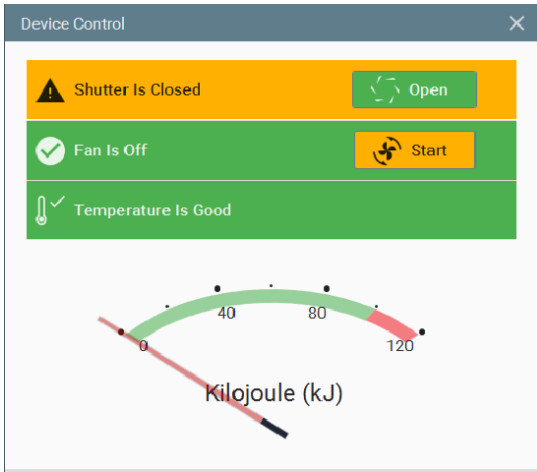 Device Control
Shutter Is Closed
Open
Fan Is Off
Start
Temperature Is Good
40 80
0 120
Kilojoule (kJ)